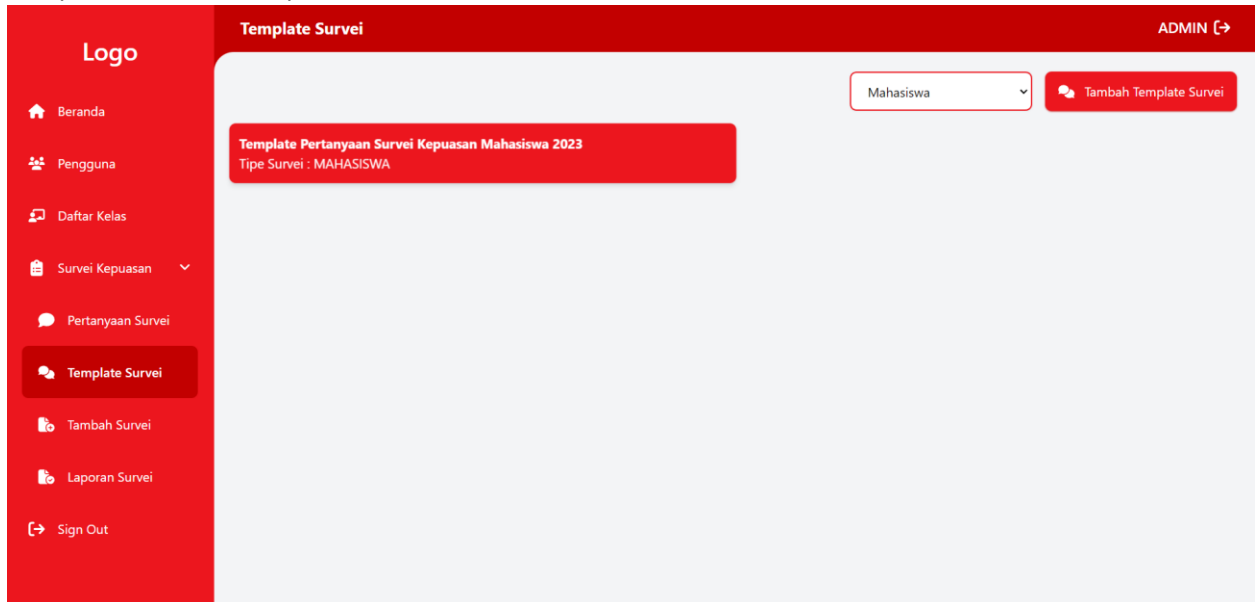 Logo
Beranda
Pengguna
Daftar Kelas
Survei Kepuasan
Pertanyaan Survei
Template Survei
Tambah Survei
Laporan Survei
Sign Out
Template Survei
ADMIN
Mahasiswa
Tambah Template Survei
Template Pertanyaan Survei Kepuasan Mahasiswa 2023
Tipe Survei : MAHASISWA